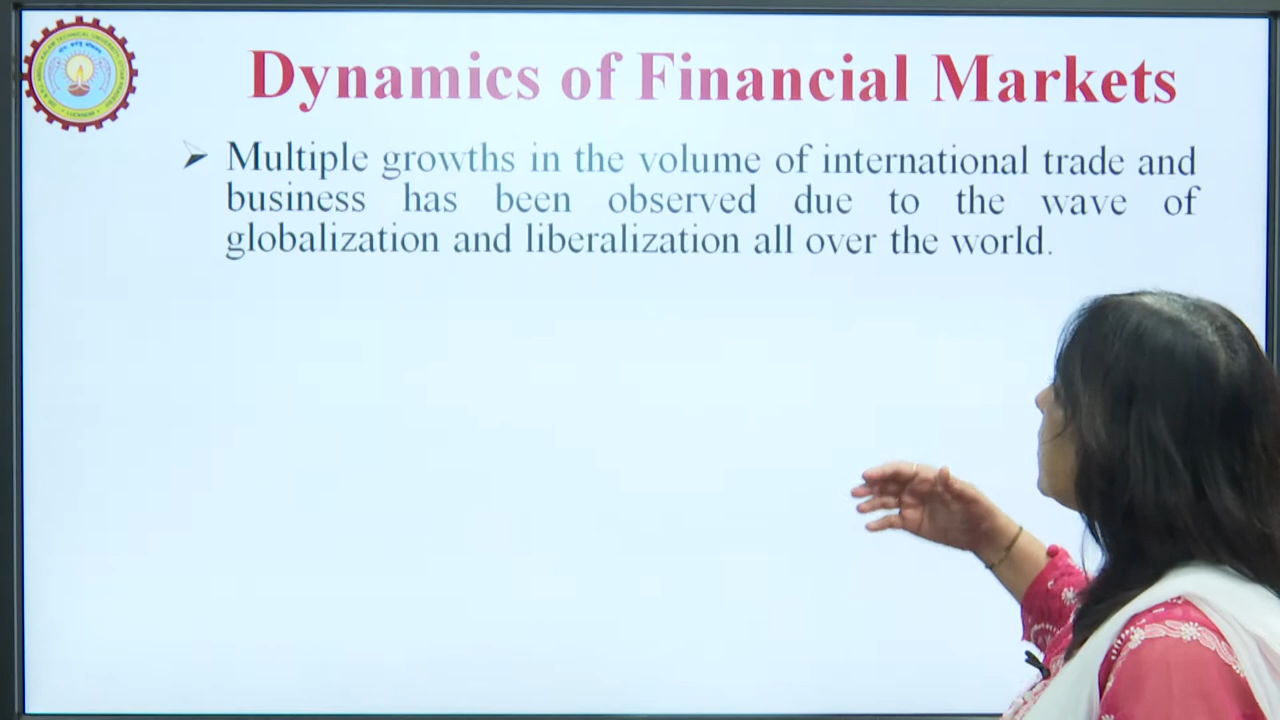 Dynamics of Financial Markets
Multiple growths in the volume of international trade and
business has been observed due to the wave of
globalization and liberalization all over the world.